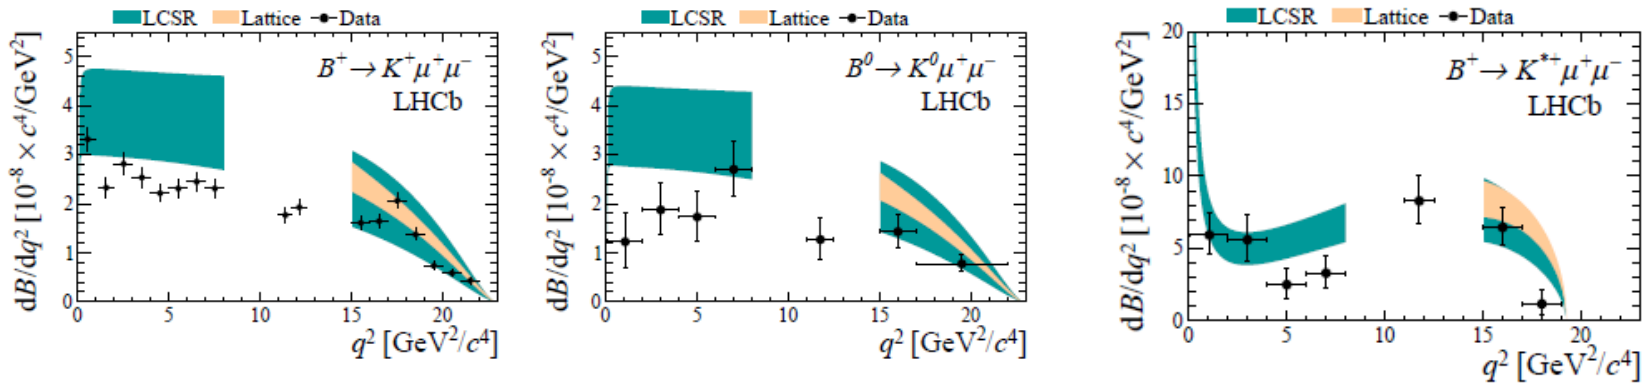 LCSR Lattice Data
B⁺→ K⁺μ⁺μ⁻
LHCb
dB/dq² [10⁻⁸ × c⁴/GeV²]
5
4
3
2
1
0
0 5 10 15 20
q² [GeV²/c⁴]
LCSR Lattice Data
B⁰→ K⁰μ⁺μ⁻
LHCb
dB/dq² [10⁻⁸ × c⁴/GeV²]
5
4
3
2
1
0
0 5 10 15 20
q² [GeV²/c⁴]
LCSR Lattice Data
B⁺→ K*⁺μ⁺μ⁻
LHCb
dB/dq² [10⁻⁸ × c⁴/GeV²]
20
15
10
5
0
0 5 10 15 20
q² [GeV²/c⁴]